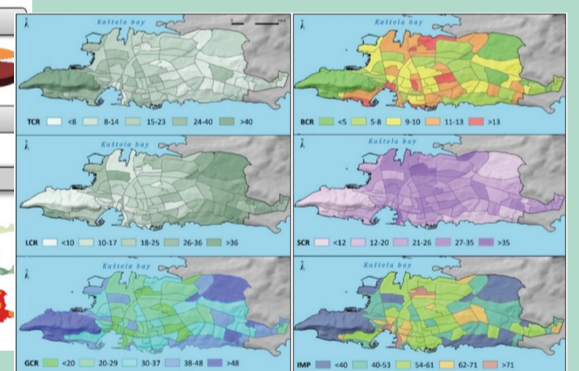 Kaštela bay
TCR <8 8-14 15-23 24-40 >40
Kaštela bay
BCR <5 5-8 9-10 11-13 >13
Kaštela bay
LCR <10 10-17 18-25 26-36 >36
Kaštela bay
SCR <12 12-20 21-26 27-35 >35
Kaštela bay
GCR <20 20-29 30-37 38-48 >48
Kaštela bay
IMP <40 40-53 54-61 62-71 >71